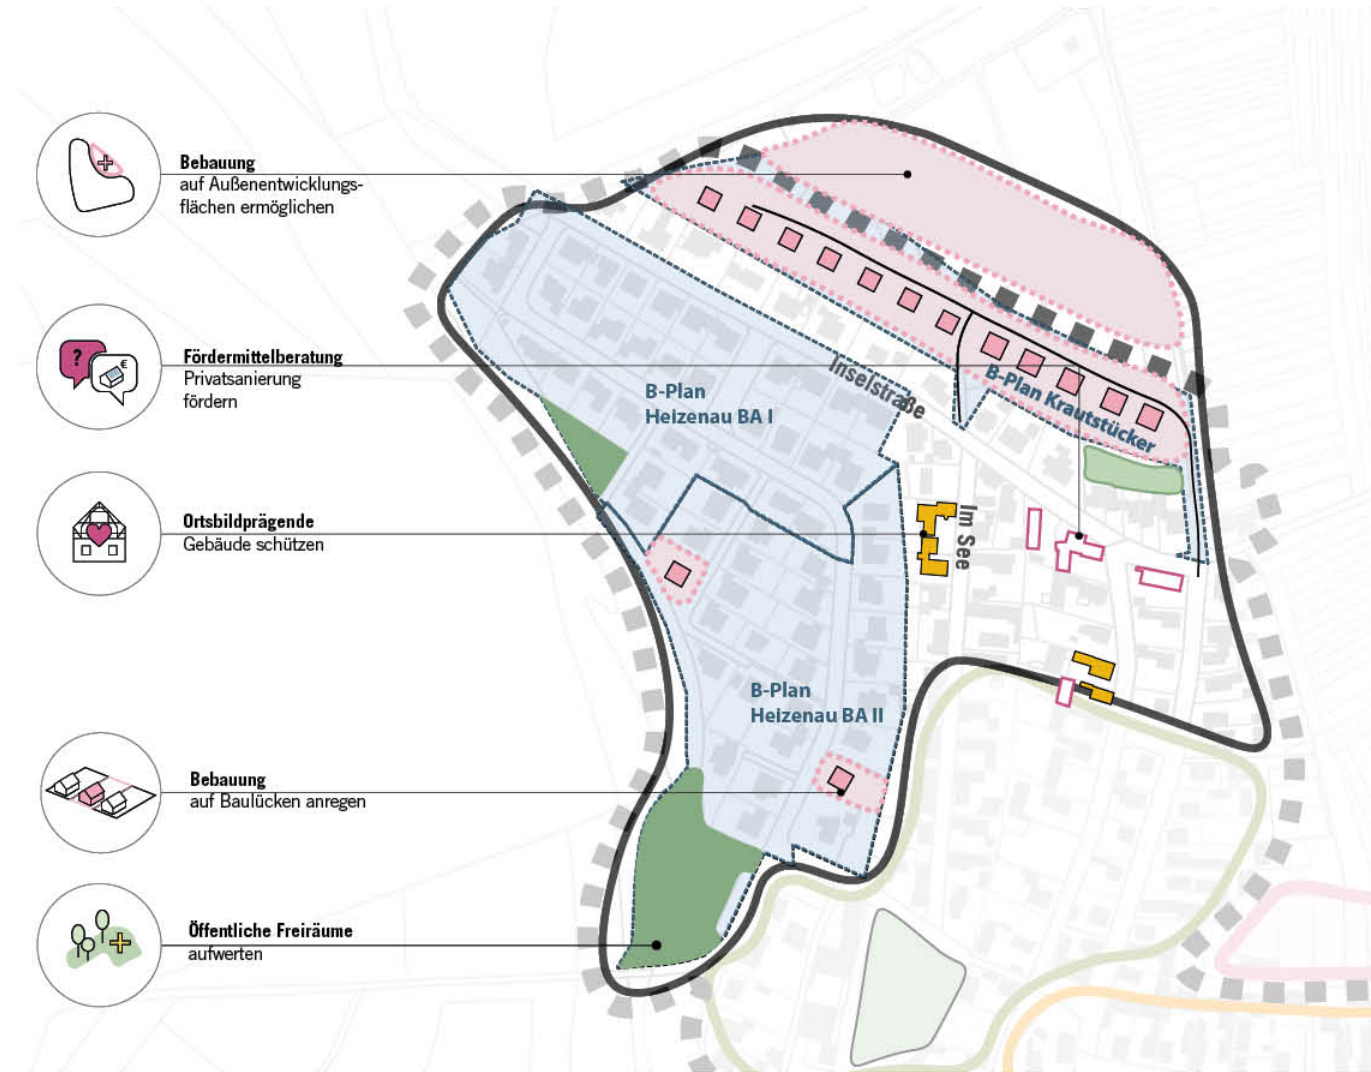 Bebauung
auf Außenentwicklungs-
flächen ermöglichen
Fördermittelberatung
Privatsanierung
fördern
Ortsbildprägende
Gebäude schützen
Bebauung
auf Baulücken anregen
Öffentliche Freiräume
aufwerten
?
€
B-Plan
Heizenau BA I
Inselstraße
B-Plan Krautstücker
Im See
B-Plan
Heizenau BA II